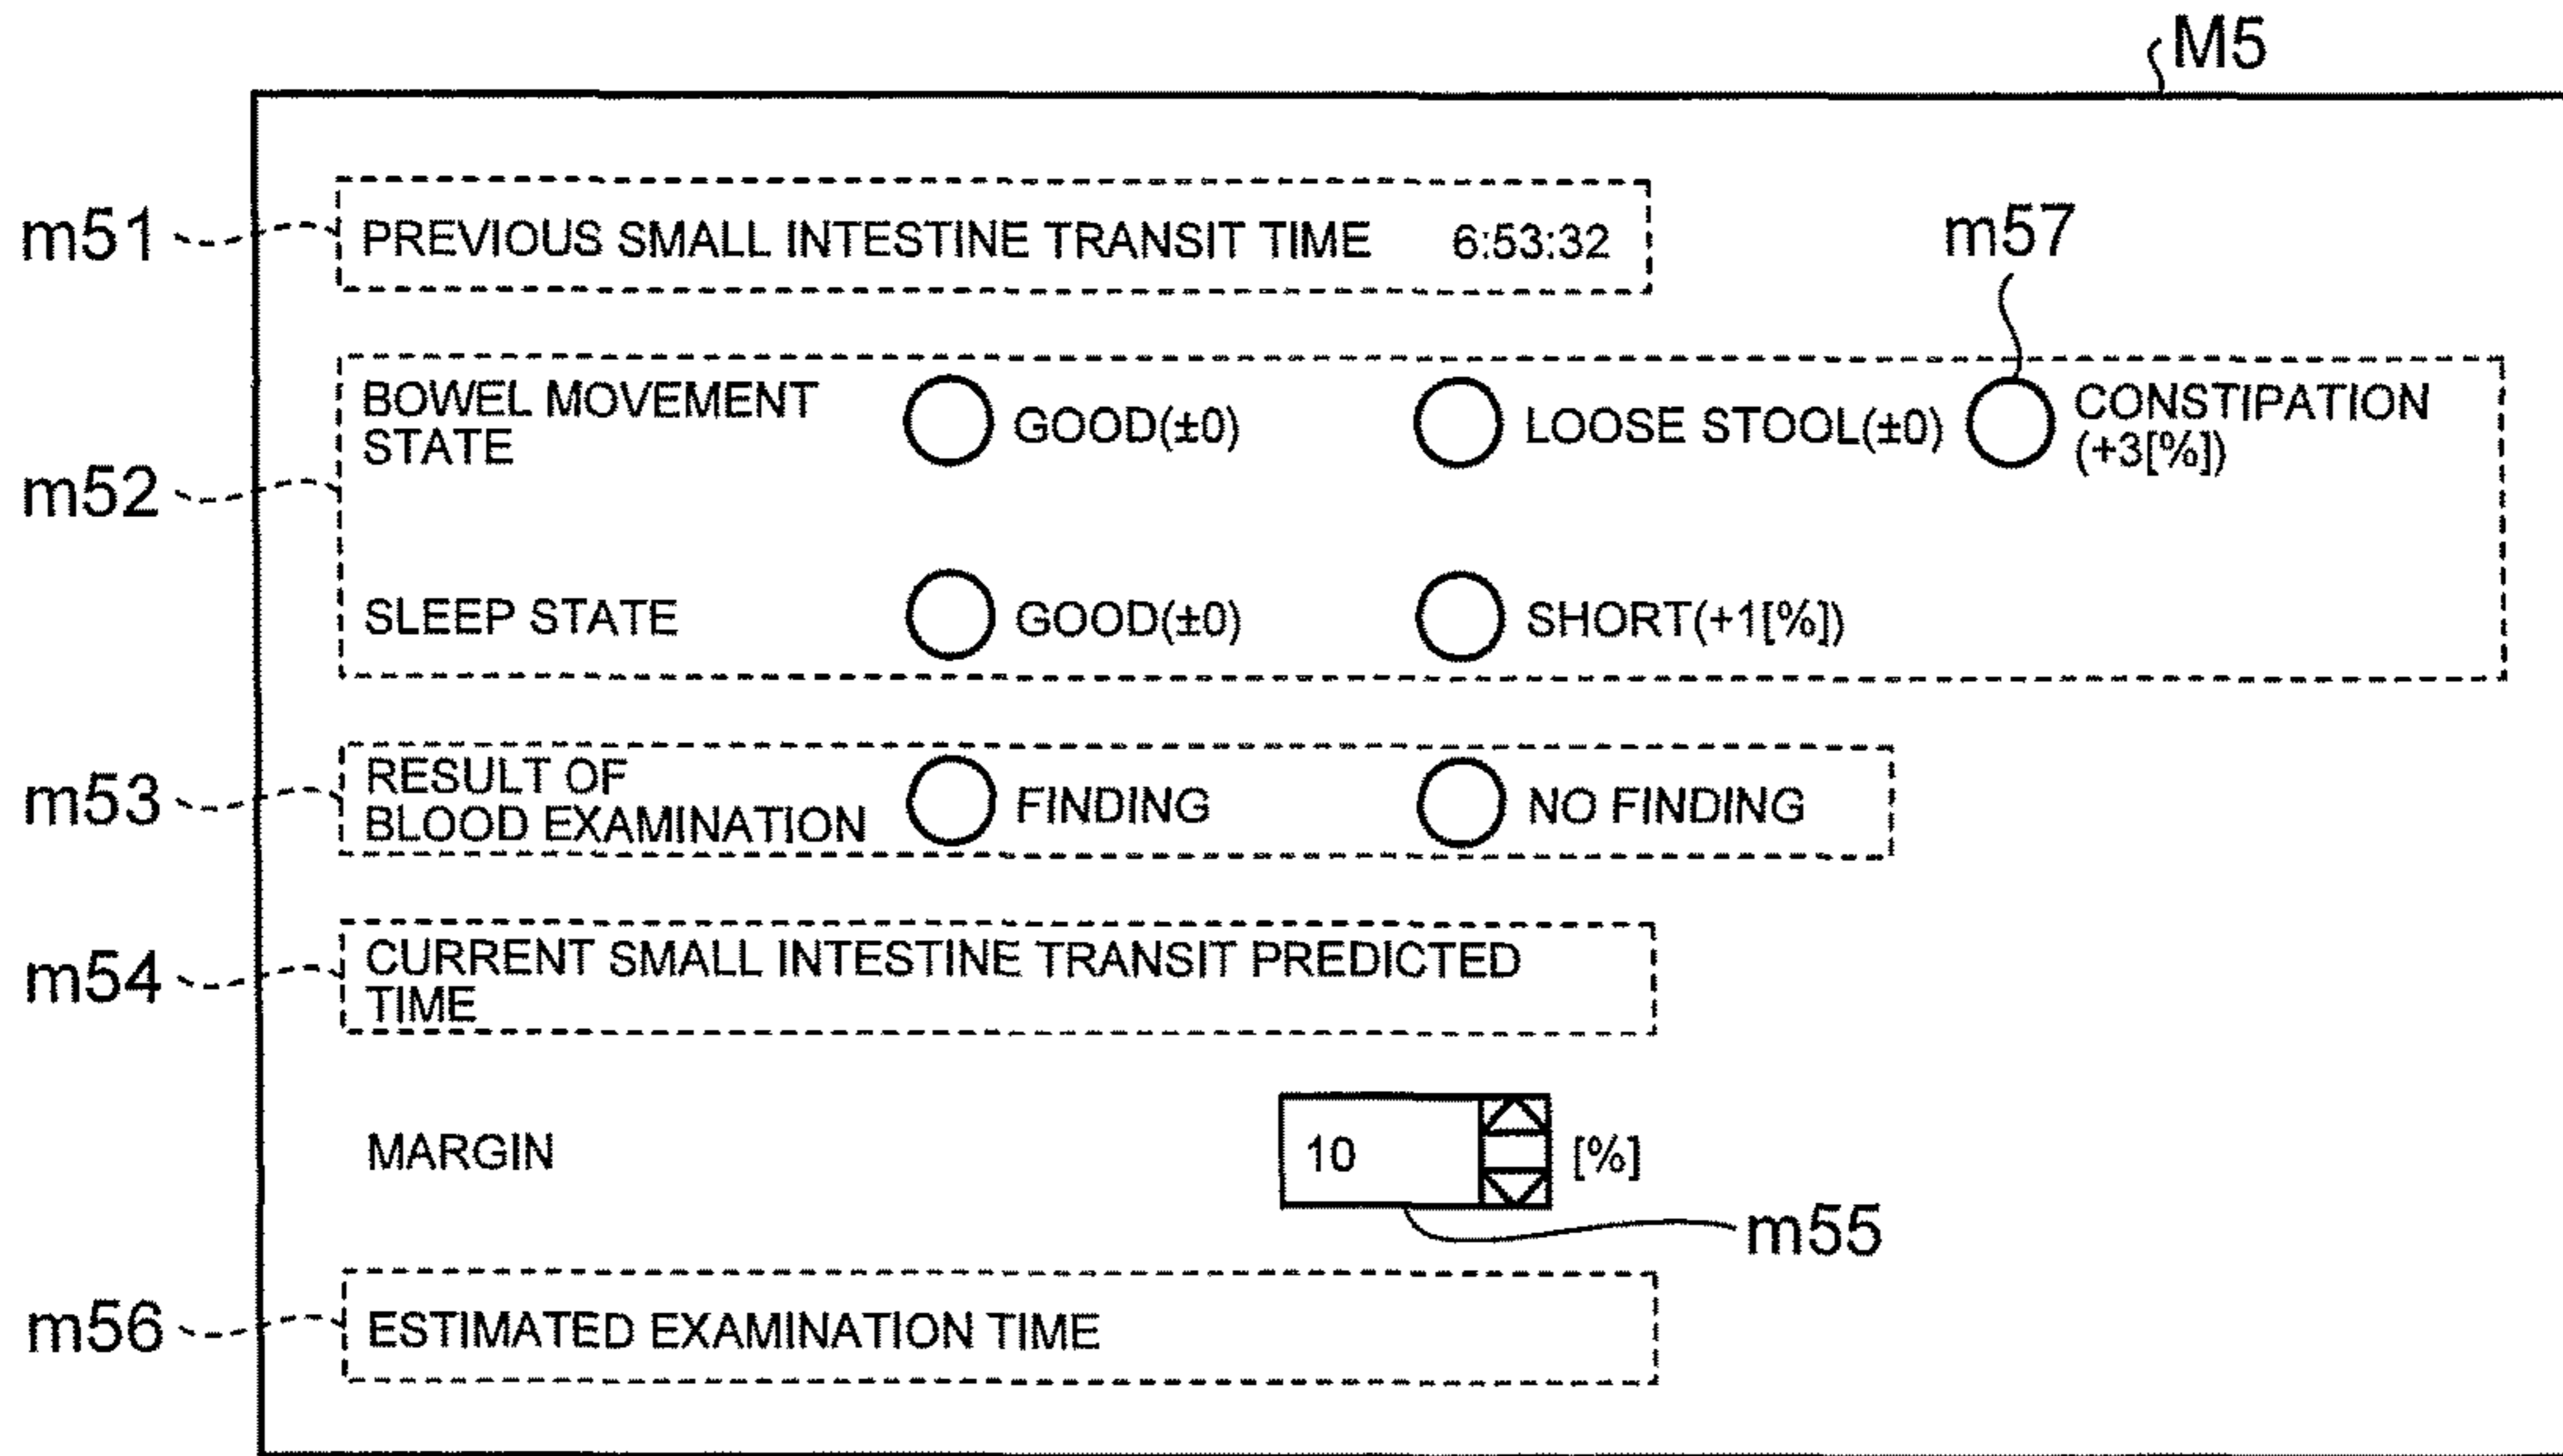 M5
m51
PREVIOUS SMALL INTESTINE TRANSIT TIME 6:53:32
m57
m52
BOWEL MOVEMENT
STATE
GOOD(±0)
LOOSE STOOL(±0)
CONSTIPATION
(+3[%])
SLEEP STATE
GOOD(±0)
SHORT(+1[%])
m53
RESULT OF
BLOOD EXAMINATION
FINDING
NO FINDING
m54
CURRENT SMALL INTESTINE TRANSIT PREDICTED
TIME
MARGIN
10
[%]
m55
m56
ESTIMATED EXAMINATION TIME